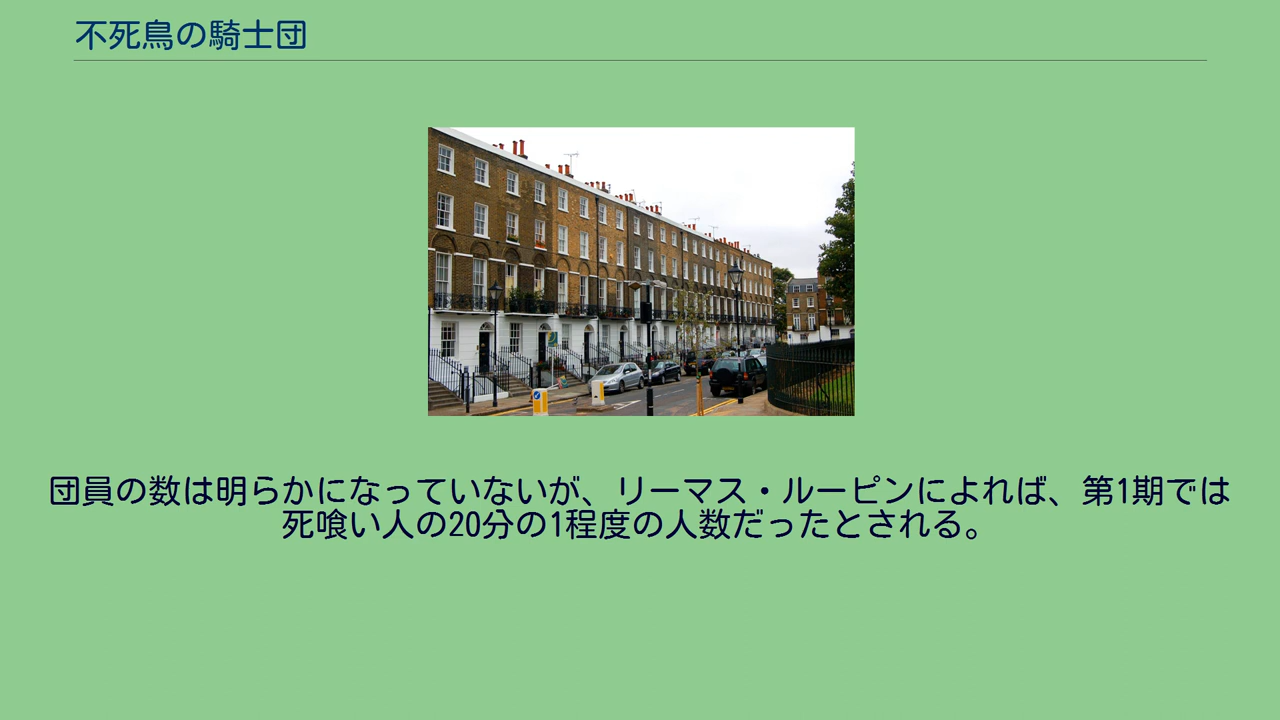 不死鳥の騎士団
団員の数は明らかになっていないが、リーマス・ルーピンによれば、第1期では
死喰い人の20分の1程度の人数だったとされる。